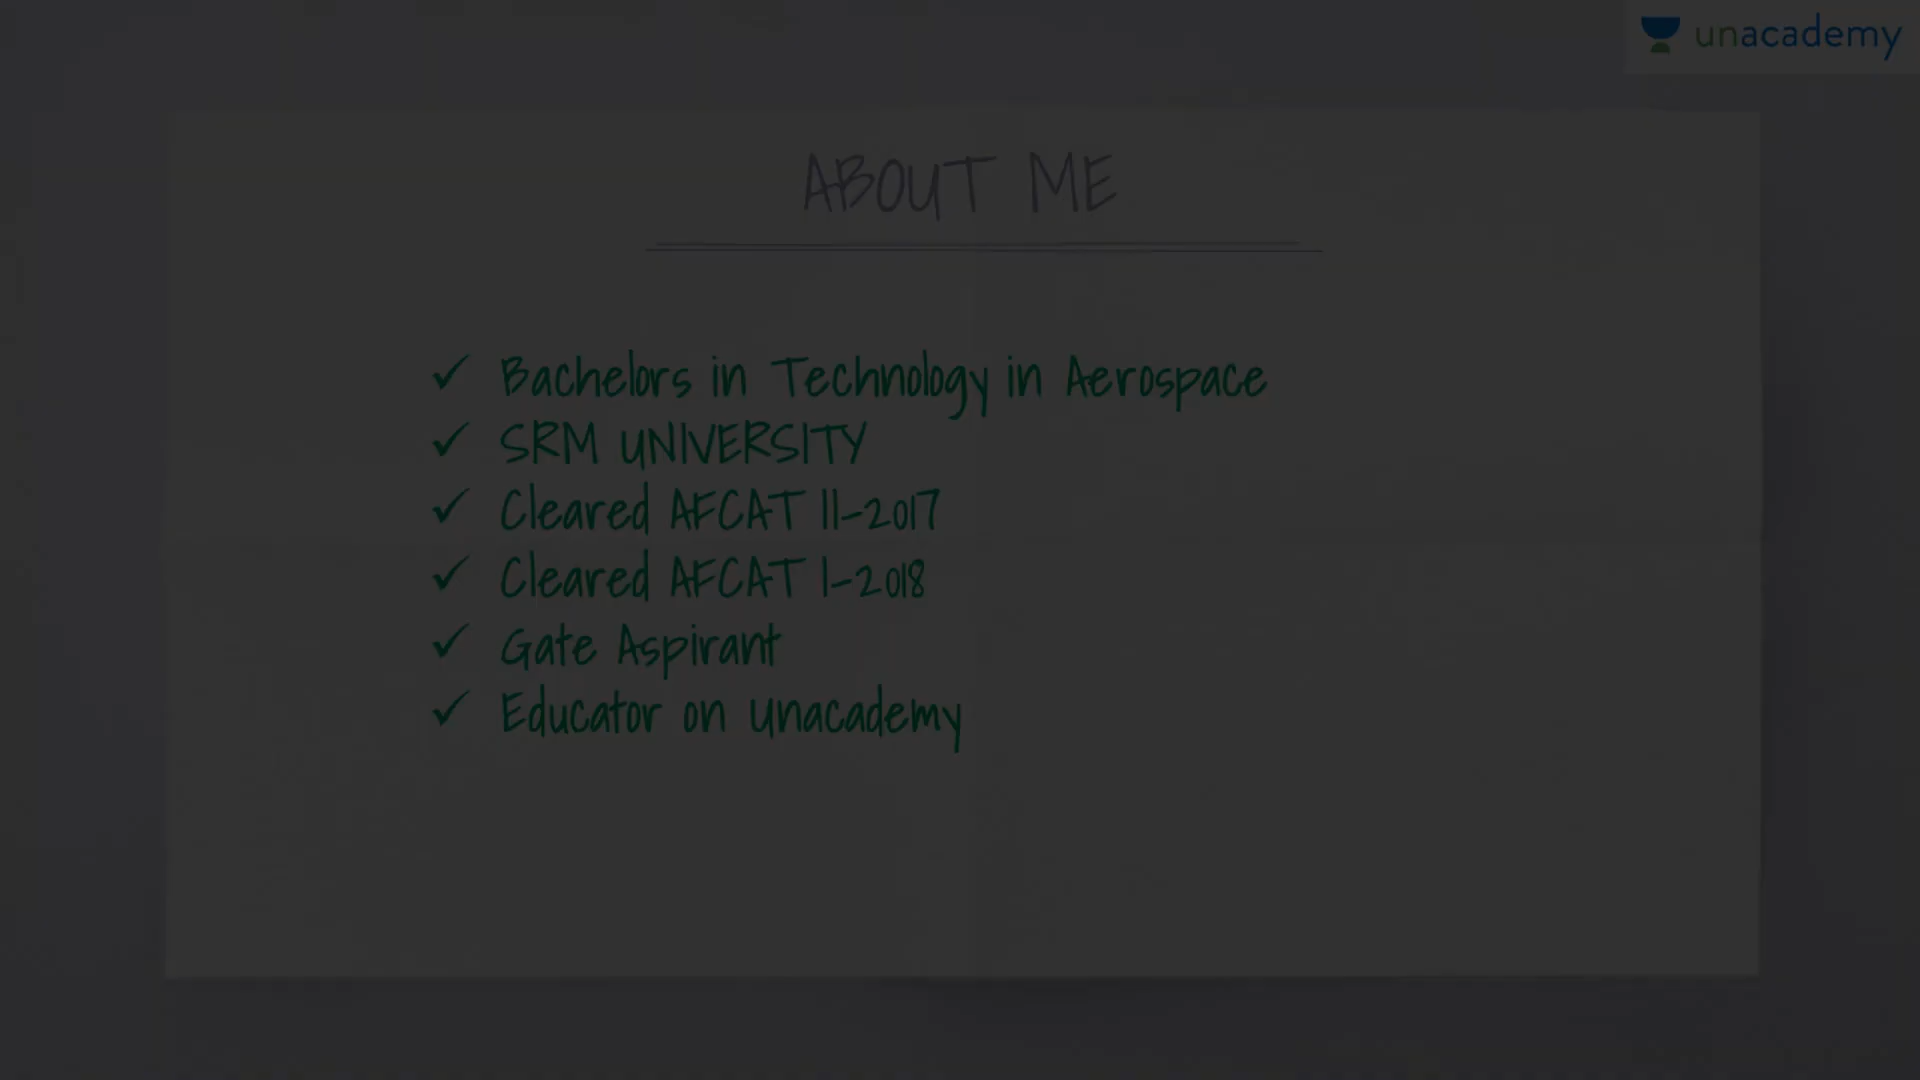 unacademy
ABOUT ME
✓ Bachelors in Technology in Aerospace
✓ SRM UNIVERSITY
✓ Cleared AFCAT II-2017
✓ Cleared AFCAT I-2018
✓ Gate Aspirant
✓ Educator on Unacademy